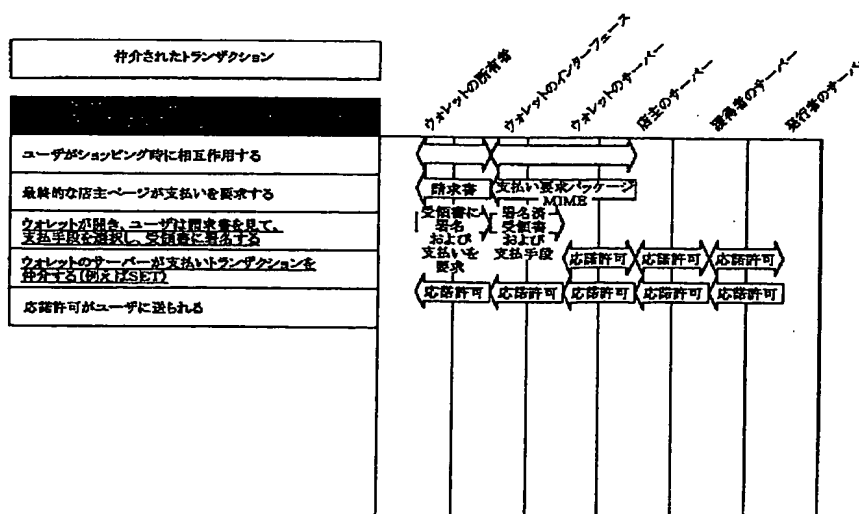 仲介されたトランザクション
ウォレットの所有者
ウォレットのインターフェース
ウォレットのサーバー
店主のサーバー
獲得者のサーバー
発行者のサーバー
ユーザがショッピング時に相互作用する
最終的な店主ページが支払いを要求する
請求書
支払い要求パッケージ
MIME
ウォレットが開き、ユーザは請求書を見て、
支払手段を選択し、受領書に署名する
受領書に
署名
および
支払いを
要求
署名済
受領書
および
支払手段
ウォレットのサーバーが支払いトランザクションを
仲介する(例えばSET)
応諾許可
応諾許可
応諾許可
応諾許可がユーザに送られる
応諾許可
応諾許可
応諾許可
応諾許可
応諾許可